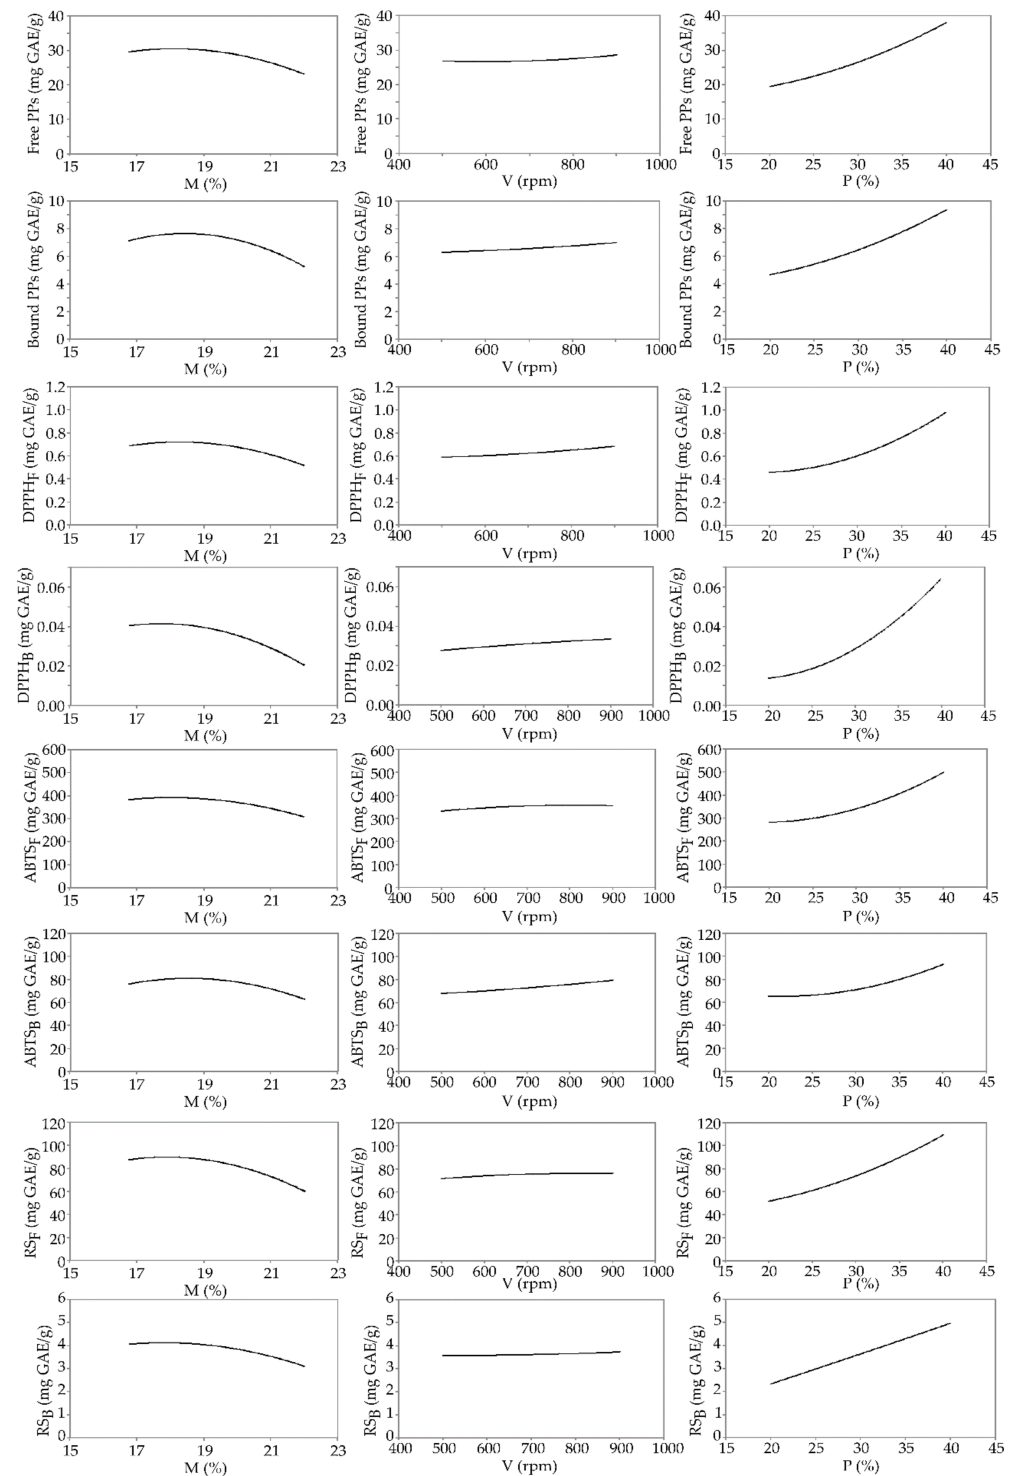 40 40 40
30 30 30
20 20 20
10 10 10
0 0 0
Free PPs (mg GAE/g) Free PPs (mg GAE/g) Free PPs (mg GAE/g)
15 17 19 21 23 400 600 800 1000 15 20 25 30 35 40 45
M (%) V (rpm) P (%)
10 10 10
8 8 8
6 6 6
4 4 4
2 2 2
0 0 0
Bound PPs (mg GAE/g) Bound PPs (mg GAE/g) Bound PPs (mg GAE/g)
15 17 19 21 23 400 600 800 1000 15 20 25 30 35 40 45
M (%) V (rpm) P (%)
1.2 1.2 1.2
1.0 1.0 1.0
0.8 0.8 0.8
0.6 0.6 0.6
0.4 0.4 0.4
0.2 0.2 0.2
0.0 0.0 0.0
DPPHF (mg GAE/g) DPPHF (mg GAE/g) DPPHF (mg GAE/g)
15 17 19 21 23 400 600 800 1000 15 20 25 30 35 40 45
M (%) V (rpm) P (%)
0.06 0.06 0.06
0.04 0.04 0.04
0.02 0.02 0.02
0.00 0.00 0.00
DPPHB (mg GAE/g) DPPHB (mg GAE/g) DPPHB (mg GAE/g)
15 17 19 21 23 400 500 600 700 800 900 1000 15 20 25 30 35 40 45
M (%) V (rpm) P (%)
600 600 600
500 500 500
400 400 400
300 300 300
200 200 200
100 100 100
0 0 0
ABTSF (mg GAE/g) ABTSF (mg GAE/g) ABTSF (mg GAE/g)
15 17 19 21 23 400 500 600 700 800 900 1000 15 20 25 30 35 40 45
M (%) V (rpm) P (%)
120 120 120
100 100 100
80 80 80
60 60 60
40 40 40
20 20 20
0 0 0
ABTSB (mg GAE/g) ABTSB (mg GAE/g) ABTSB (mg GAE/g)
15 17 19 21 23 400 500 600 700 800 900 1000 15 20 25 30 35 40 45
M (%) V (rpm) P (%)
120 120 120
100 100 100
80 80 80
60 60 60
40 40 40
20 20 20
0 0 0
RSF (mg GAE/g) RSF (mg GAE/g) RSF (mg GAE/g)
15 17 19 21 23 400 500 600 700 800 900 1000 15 20 25 30 35 40 45
M (%) V (rpm) P (%)
6 6 6
5 5 5
4 4 4
3 3 3
2 2 2
1 1 1
0 0 0
RSB (mg GAE/g) RSB (mg GAE/g) RSB (mg GAE/g)
15 17 19 21 23 400 500 600 700 800 900 1000 15 20 25 30 35 40 45
M (%) V (rpm) P (%)